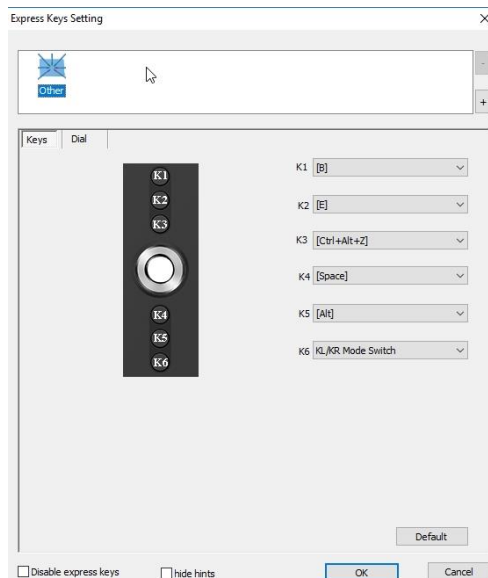 Express Keys Setting
Other
-
+
Keys Dial
K1
K2
K3
K4
K5
K6
K1 [B]
K2 [E]
K3 [Ctrl+Alt+Z]
K4 [Space]
K5 [Alt]
K6 KL/KR Mode Switch
Default
Disable express keys hide hints OK Cancel